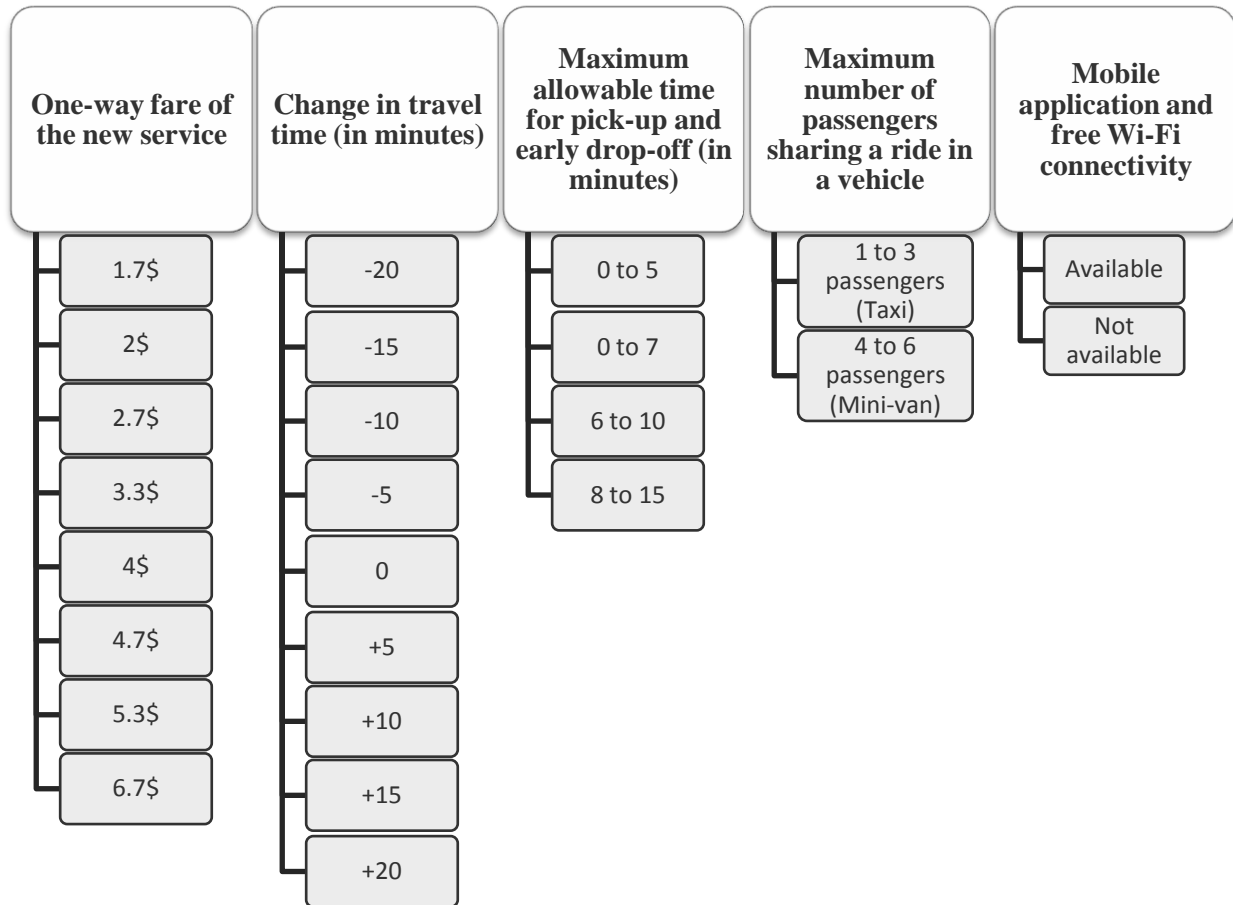 One-way fare of
the new service
1.7$
2$
2.7$
3.3$
4$
4.7$
5.3$
6.7$
Change in travel
time (in minutes)
-20
-15
-10
-5
0
+5
+10
+15
+20
Maximum
allowable time
for pick-up and
early drop-off (in
minutes)
0 to 5
0 to 7
6 to 10
8 to 15
Maximum
number of
passengers
sharing a ride in
a vehicle
1 to 3
passengers
(Taxi)
4 to 6
passengers
(Mini-van)
Mobile
application and
free Wi-Fi
connectivity
Available
Not
available